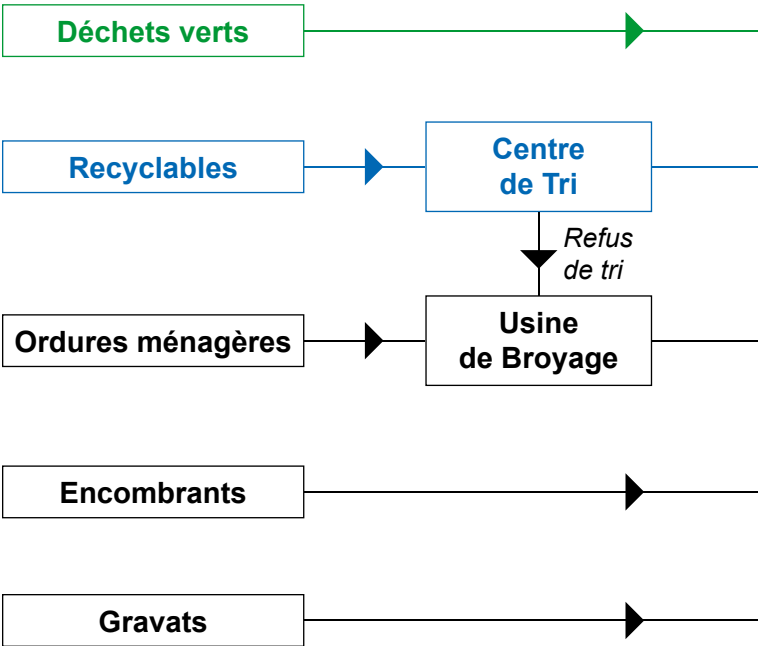 Déchets verts
Recyclables
Centre
de Tri
Refus
de tri
Ordures ménagères
Usine
de Broyage
Encombrants
Gravats